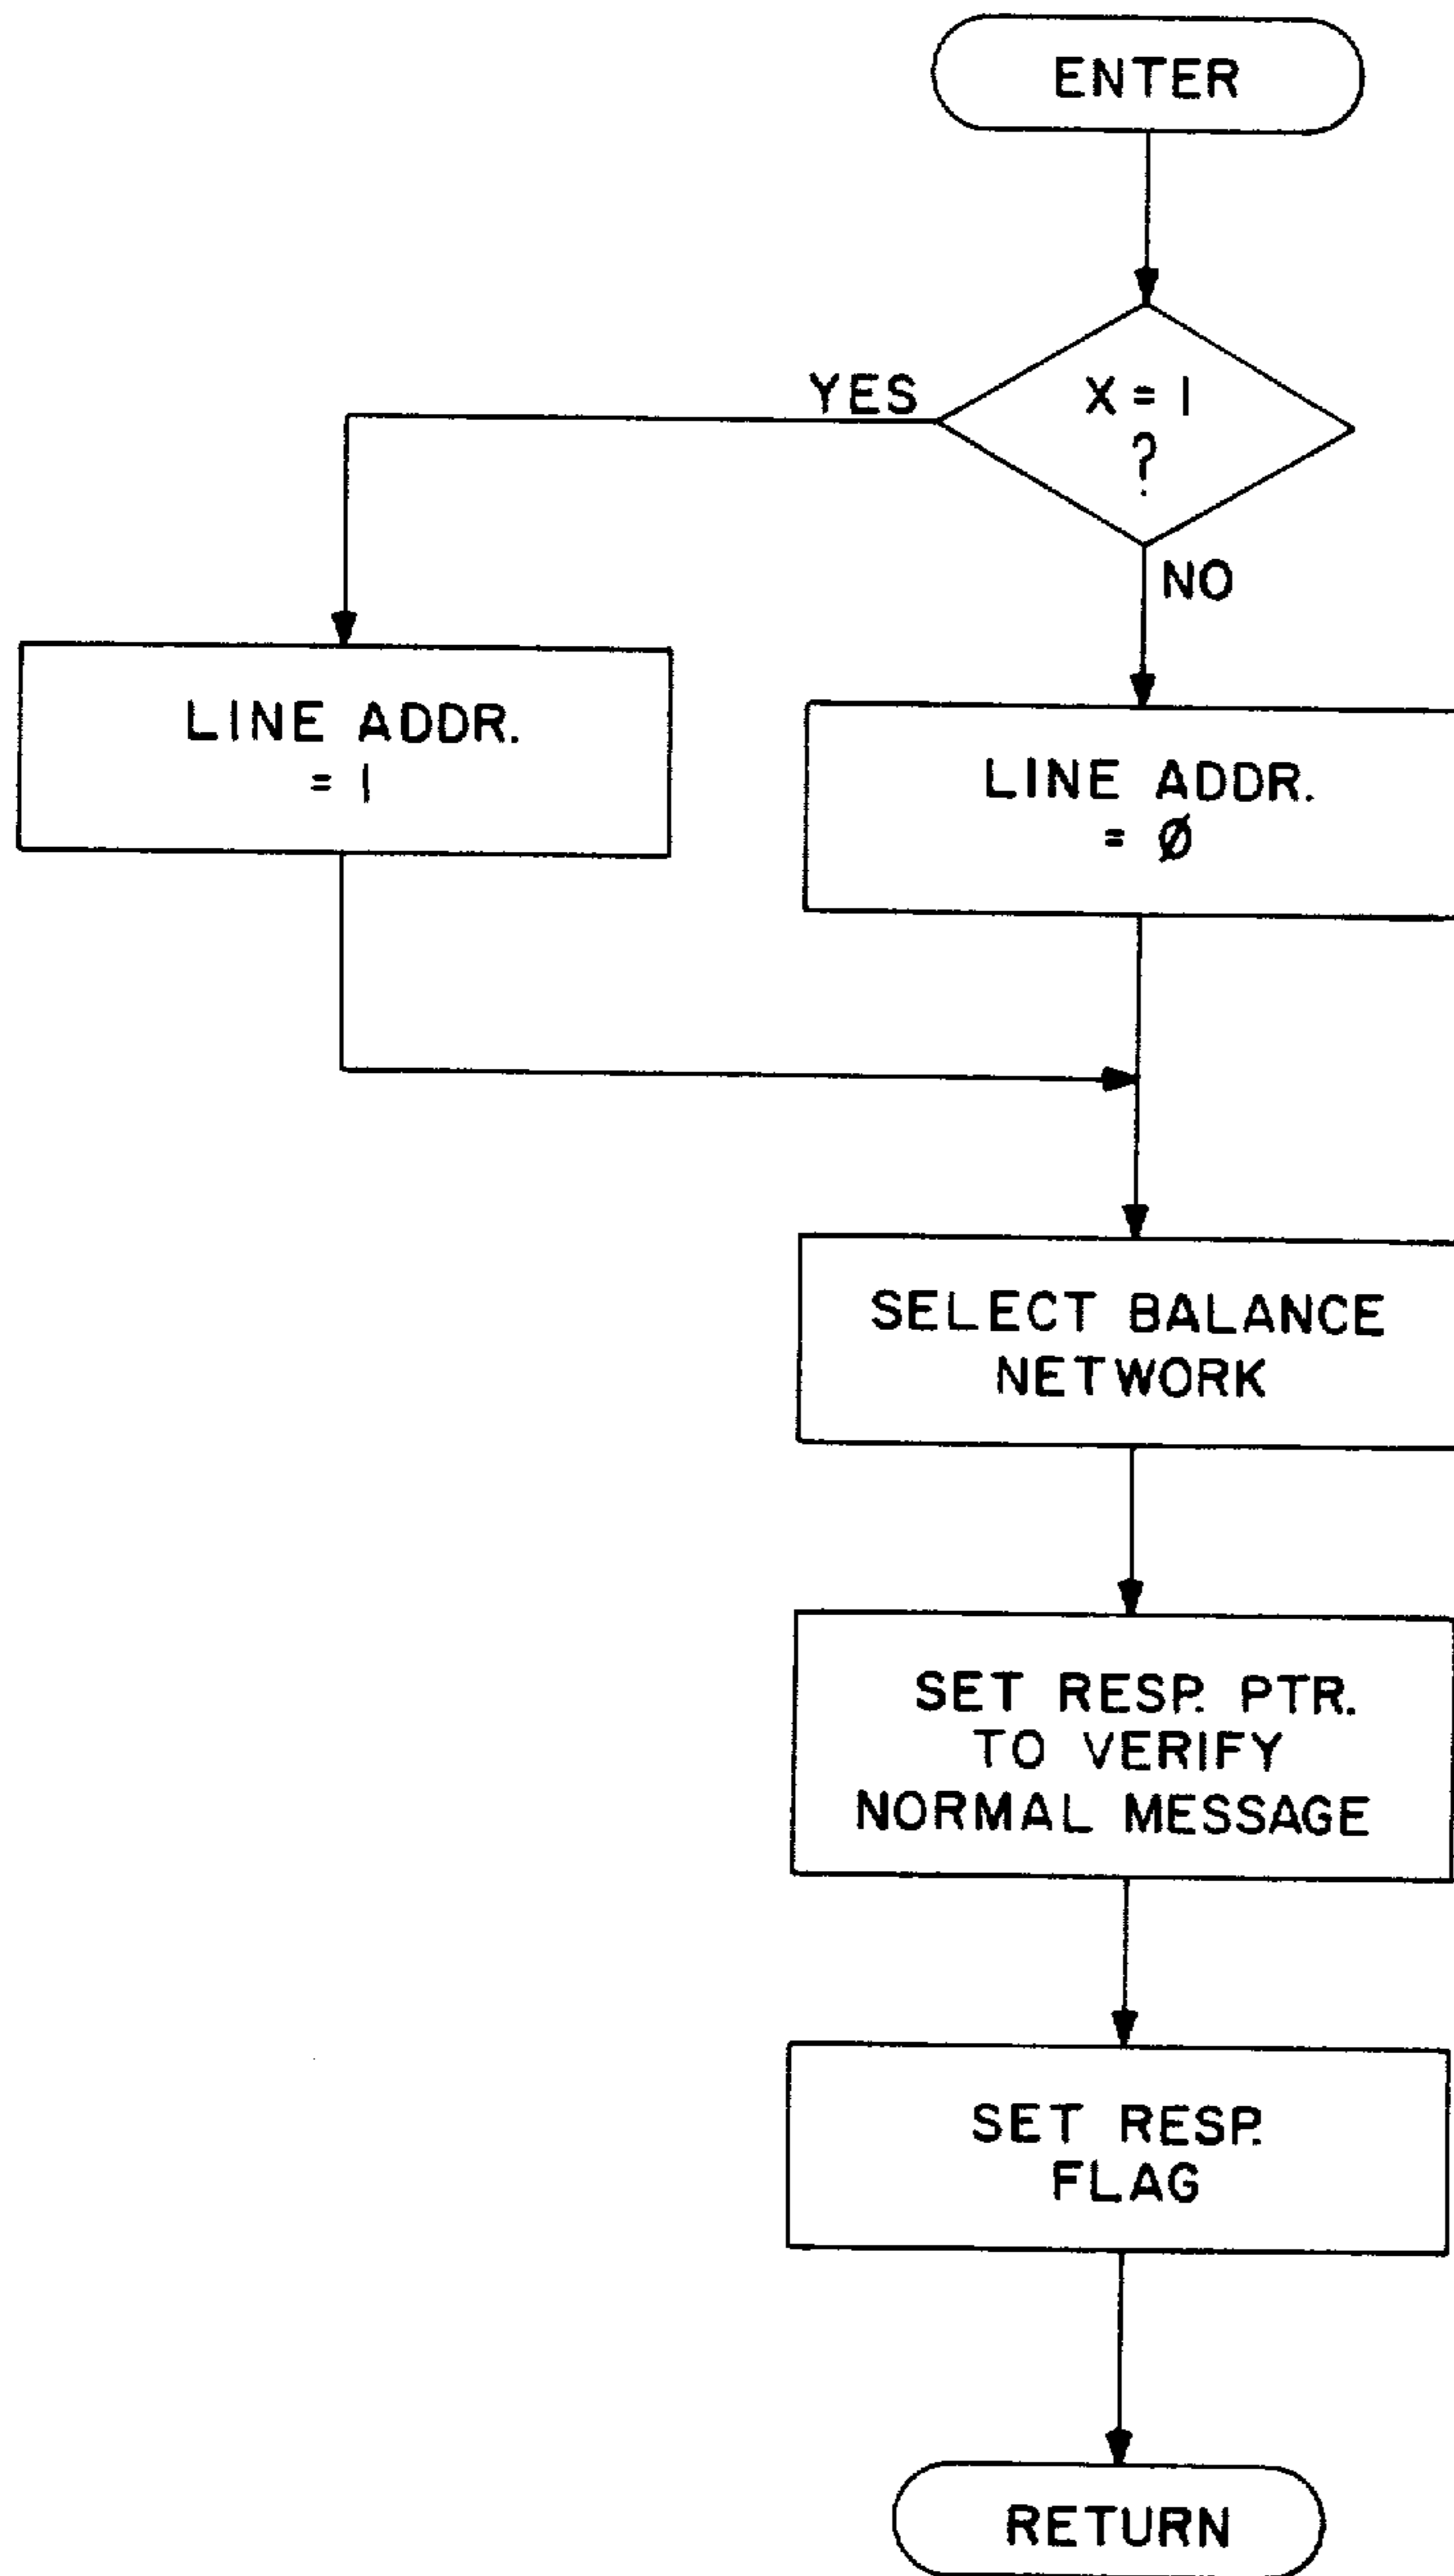 ENTER
X = 1
?
YES
NO
LINE ADDR.
= 1
LINE ADDR.
= Ø
SELECT BALANCE
NETWORK
SET RESP. PTR.
TO VERIFY
NORMAL MESSAGE
SET RESP.
FLAG
RETURN